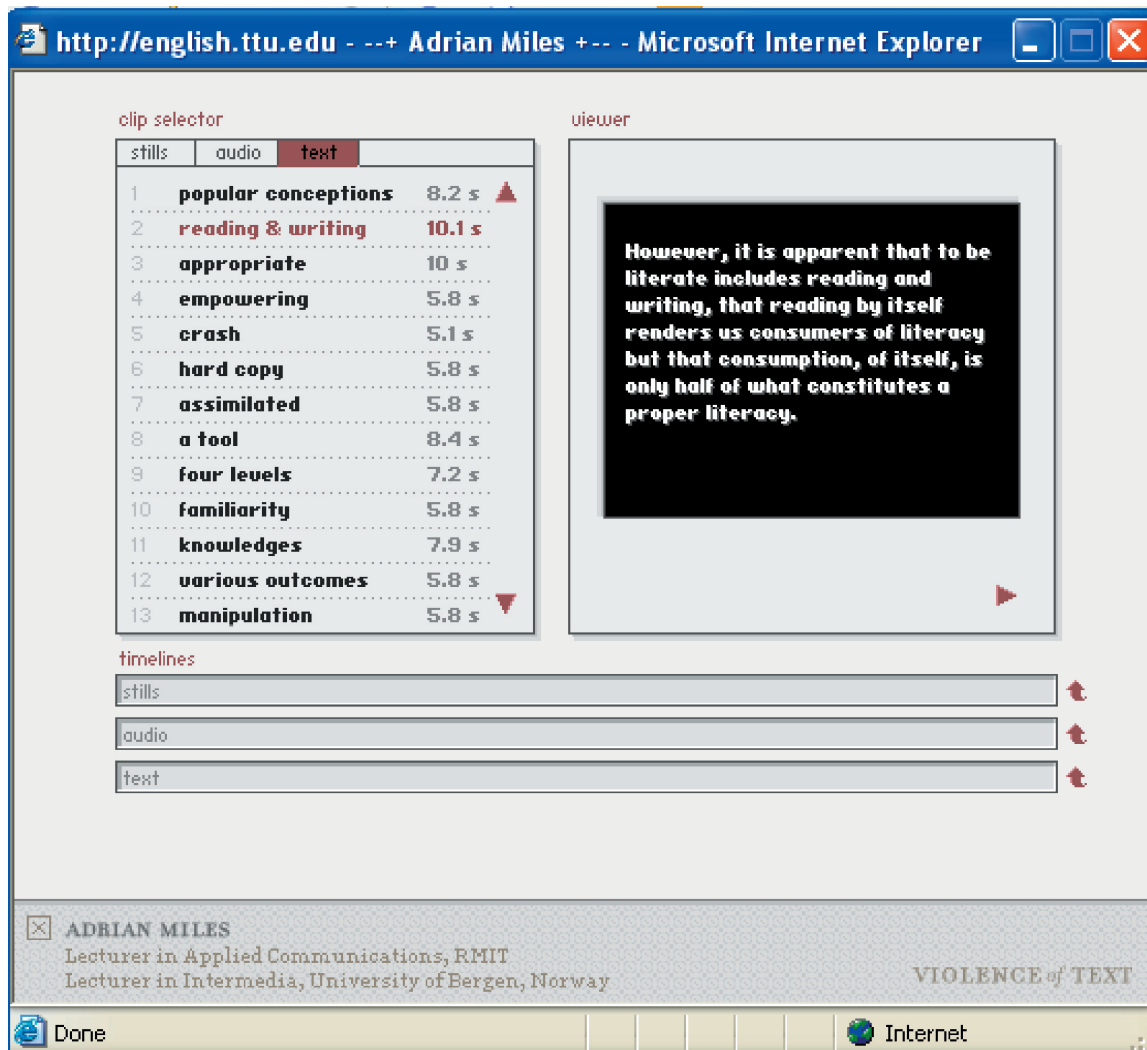 http://english.ttu.edu - --+ Adrian Miles +-- - Microsoft Internet Explorer
clip selector
stills audio text
1 popular conceptions 8.2 s
2 reading & writing 10.1 s
3 appropriate 10 s
4 empowering 5.8 s
5 crash 5.1 s
6 hard copy 5.8 s
7 assimilated 5.8 s
8 a tool 8.4 s
9 four levels 7.2 s
10 familiarity 5.8 s
11 knowledges 7.9 s
12 various outcomes 5.8 s
13 manipulation 5.8 s
viewer
However, it is apparent that to be
literate includes reading and
writing, that reading by itself
renders us consumers of literacy
but that consumption, of itself, is
only half of what constitutes a
proper literacy.
timelines
stills
audio
text
ADRIAN MILES
Lecturer in Applied Communications, RMIT
Lecturer in Intermedia, University of Bergen, Norway
VIOLENCE of TEXT
Done
Internet